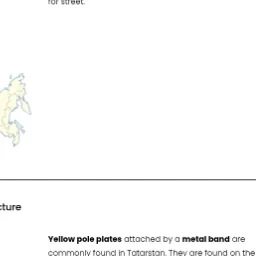 for street.
cture
Yellow pole plates attached by a metal band are
commonly found in Tatarstan. They are found on the